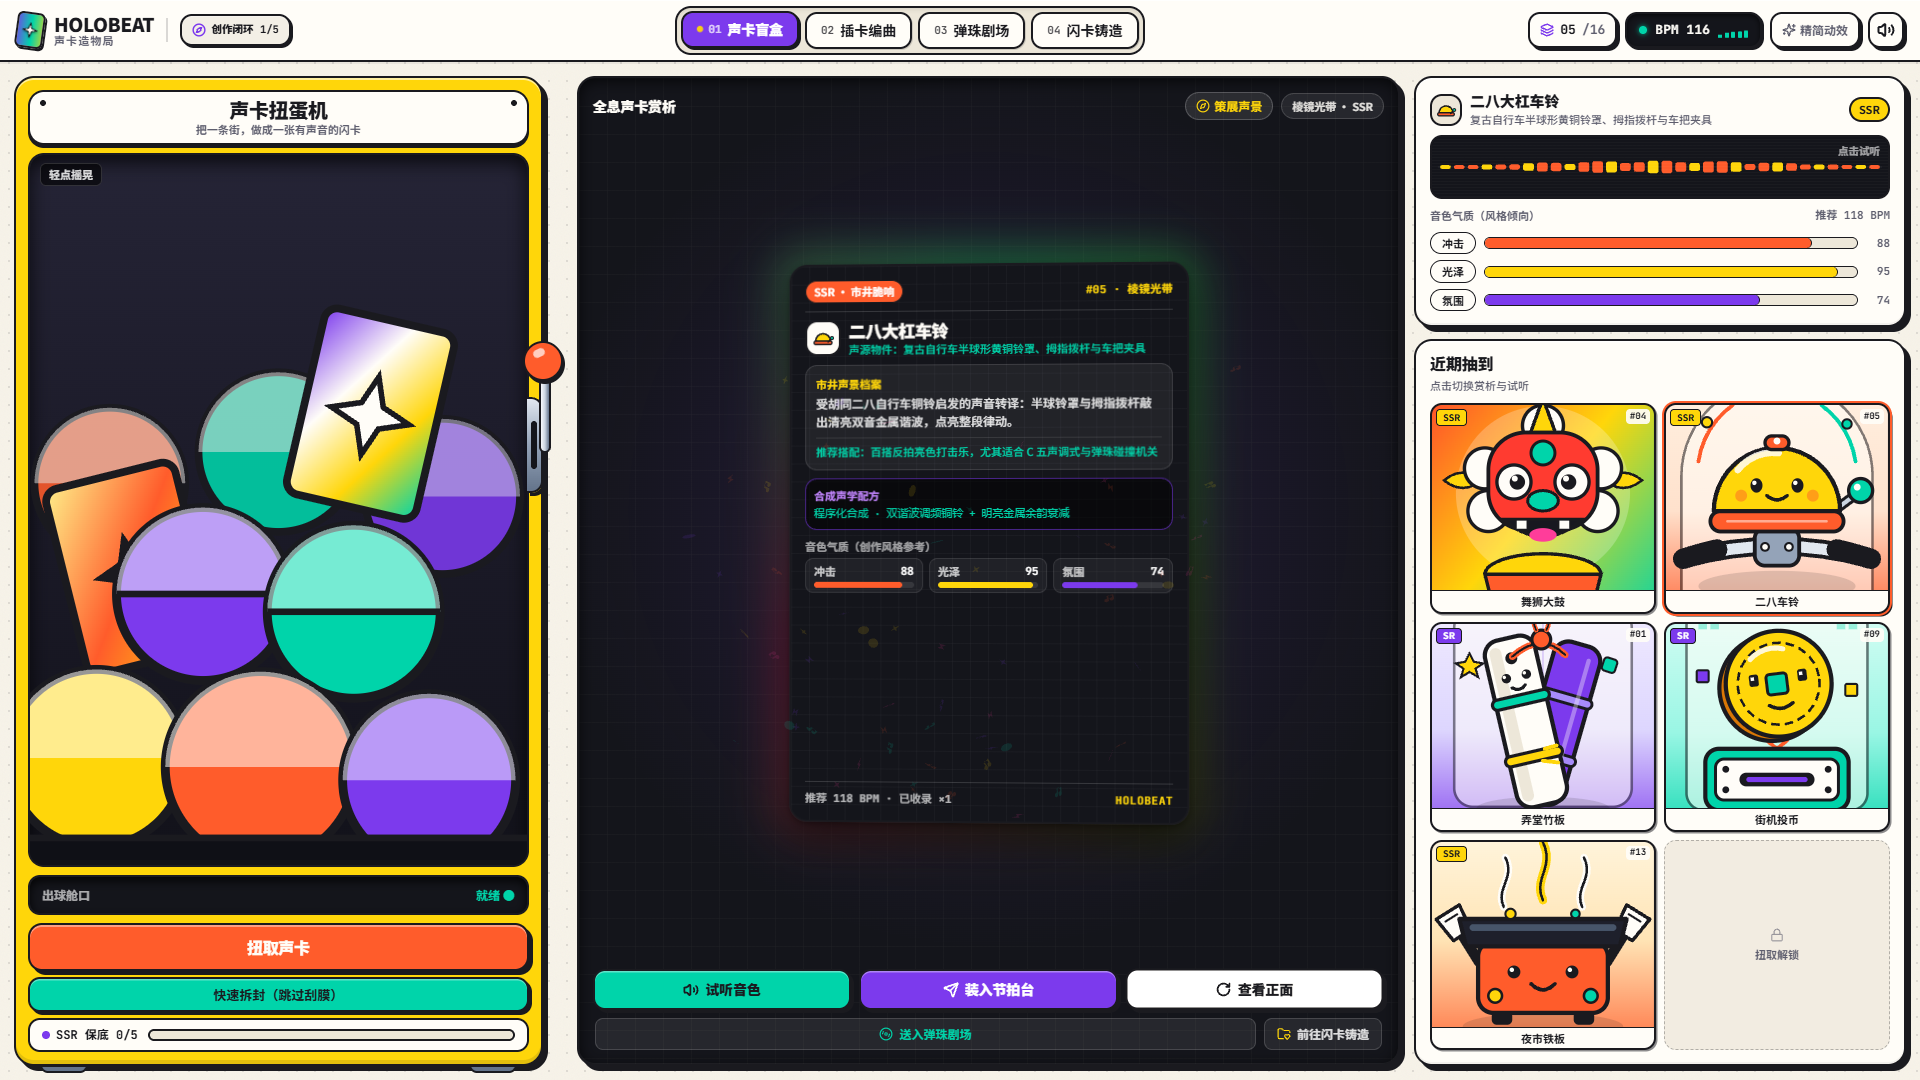 HOLOBEAT
声卡造物局
创作闭环 1/5
01 声卡盲盒
02 插卡编曲
03 弹珠剧场
04 闪卡铸造
05 /16
BPM 116
精简动效
声卡扭蛋机
把一条街，做成一张有声音的闪卡
轻点摇晃
出球舱口
就绪
扭取声卡
快速拆封（跳过刮膜）
SSR 保底 0/5
全息声卡赏析
策展声景
棱镜光带 · SSR
SSR · 市井脆响
#05 · 棱镜光带
二八大杠车铃
声源物件：复古自行车半球形黄铜铃罩、拇指拨杆与车把夹具
市井声景档案
受胡同二八自行车铜铃启发的声音转译：半球铃罩与拇指拨杆敲
出清亮双音金属谐波，点亮整段律动。
推荐搭配：百搭反拍亮色打击乐，尤其适合 C 五声调式与弹珠碰撞机关
合成声学配方
程序化合成 · 双谐波调频铜铃 + 明亮金属余韵衰减
音色气质（创作风格参考）
冲击 88
光泽 95
氛围 74
推荐 118 BPM · 已收录 ×1
HOLOBEAT
试听音色
装入节拍台
查看正面
送入弹珠剧场
前往闪卡铸造
二八大杠车铃
复古自行车半球形黄铜铃罩、拇指拨杆与车把夹具
SSR
点击试听
音色气质（风格倾向）
推荐 118 BPM
冲击 88
光泽 95
氛围 74
近期抽到
点击切换赏析与试听
SSR #04
舞狮大鼓
SSR #05
二八车铃
SR #01
弄堂竹板
SR #09
街机投币
SSR #13
夜市铁板
扭取解锁